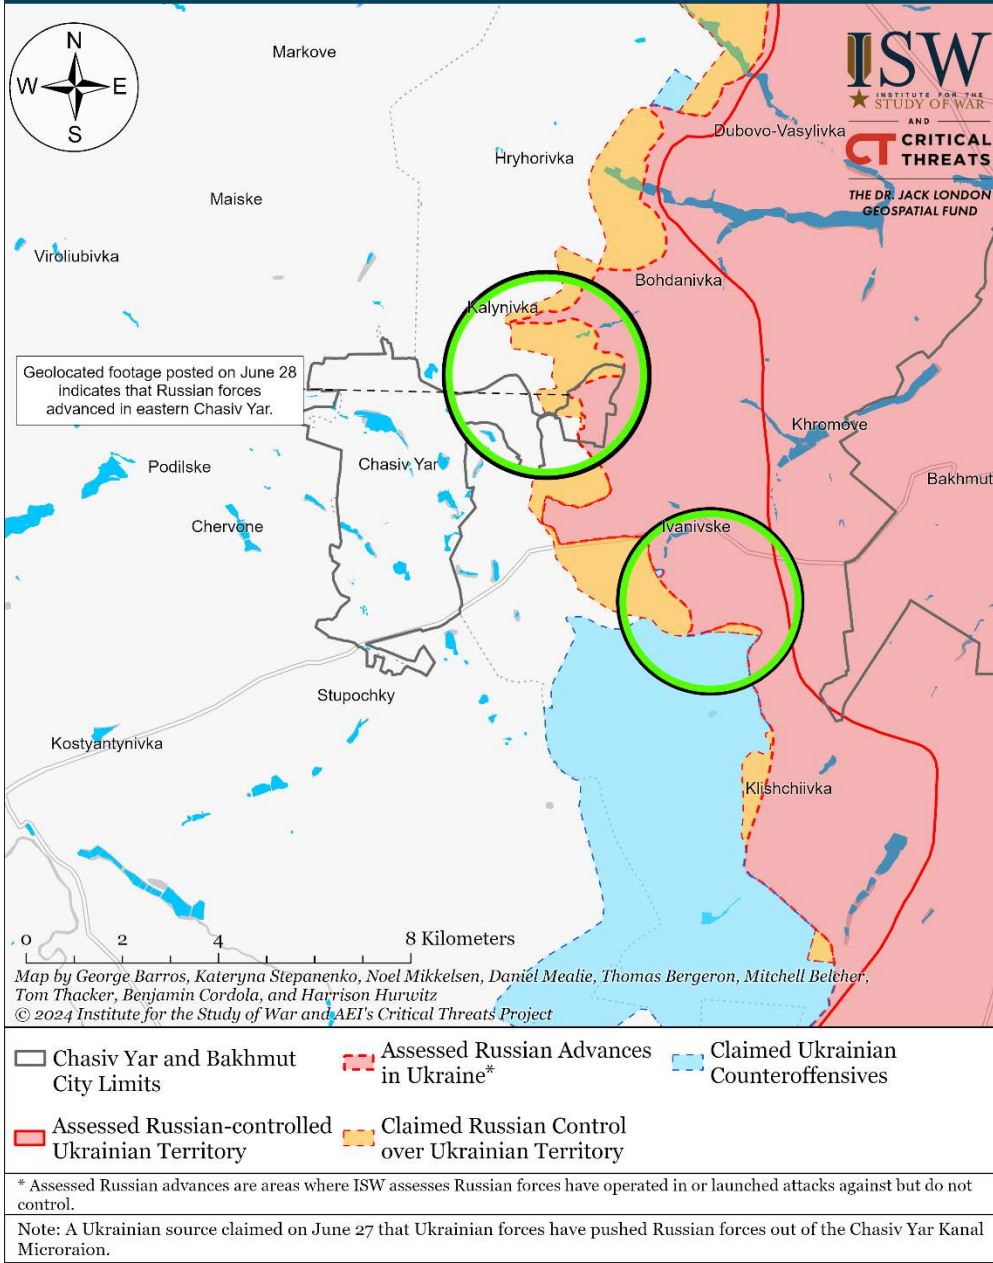 N
W E
S
ISW
INSTITUTE FOR THE
STUDY OF WAR
AND
CT CRITICAL
THREATS
THE DR. JACK LONDON
GEOSPATIAL FUND
Markove
Dubovo-Vasylivka
Hryhorivka
Maiske
Viroliubivka
Bohdanivka
Kalynivka
Geolocated footage posted on June 28
indicates that Russian forces
advanced in eastern Chasiv Yar.
Khromove
Podilske
Chasiv Yar
Bakhmut
Chervone
Ivanivske
Stupochky
Kostyantynivka
Klishchiivka
0 2 4 8 Kilometers
Map by George Barros, Kateryna Stepanenko, Noel Mikkelsen, Daniel Mealie, Thomas Bergeron, Mitchell Belcher,
Tom Thacker, Benjamin Cordola, and Harrison Hurwitz
© 2024 Institute for the Study of War and AEI's Critical Threats Project
Chasiv Yar and Bakhmut
City Limits
Assessed Russian Advances
in Ukraine*
Claimed Ukrainian
Counteroffensives
Assessed Russian-controlled
Ukrainian Territory
Claimed Russian Control
over Ukrainian Territory
* Assessed Russian advances are areas where ISW assesses Russian forces have operated in or launched attacks against but do not
control.
Note: A Ukrainian source claimed on June 27 that Ukrainian forces have pushed Russian forces out of the Chasiv Yar Kanal
Microraion.